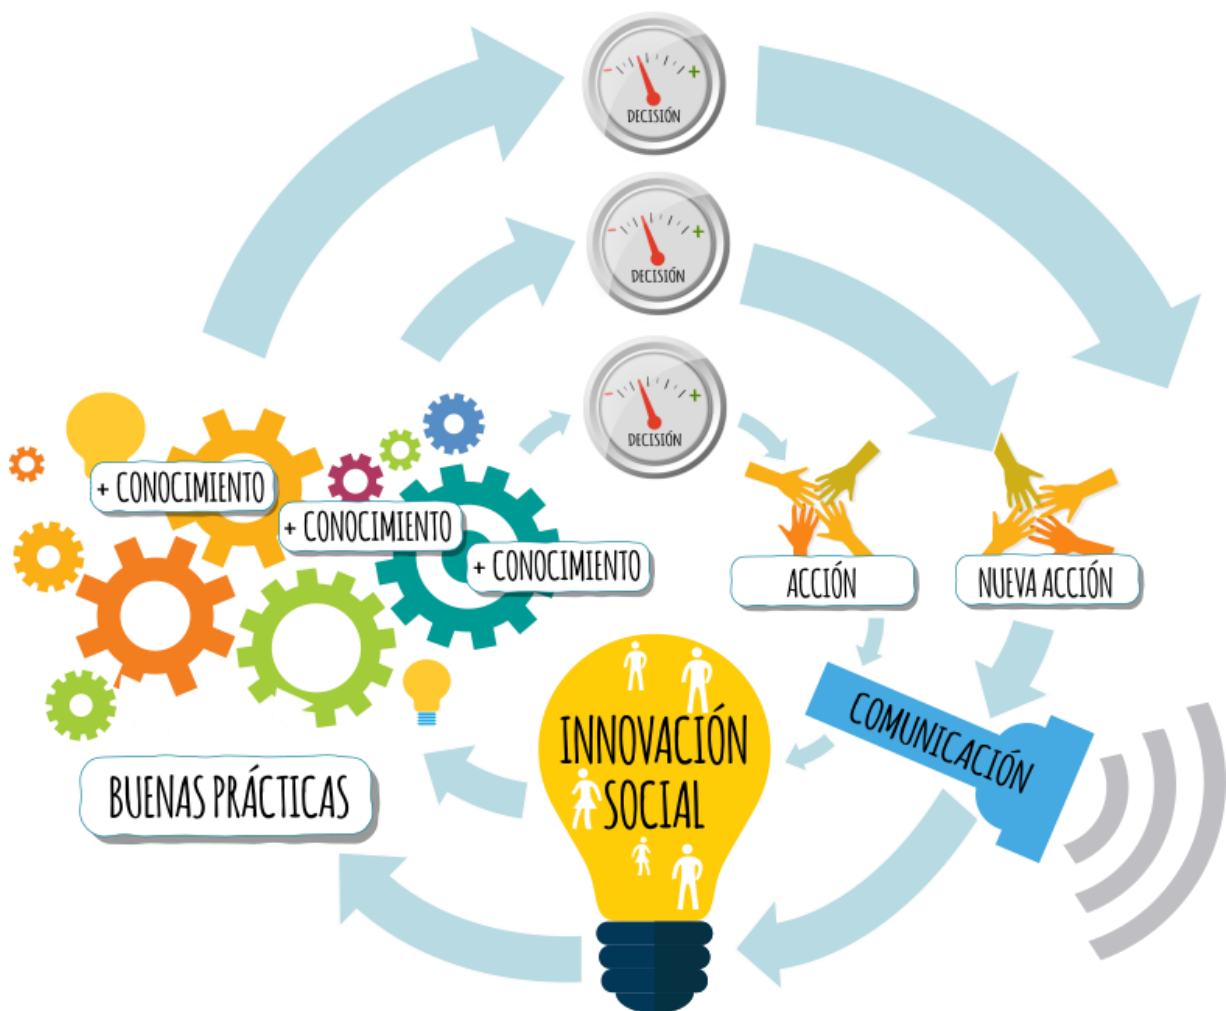 - +
DECISIÓN
- +
DECISIÓN
- +
DECISIÓN
+ CONOCIMIENTO
+ CONOCIMIENTO
+ CONOCIMIENTO
ACCIÓN
NUEVA ACCIÓN
COMUNICACIÓN
INNOVACIÓN
SOCIAL
BUENAS PRÁCTICAS